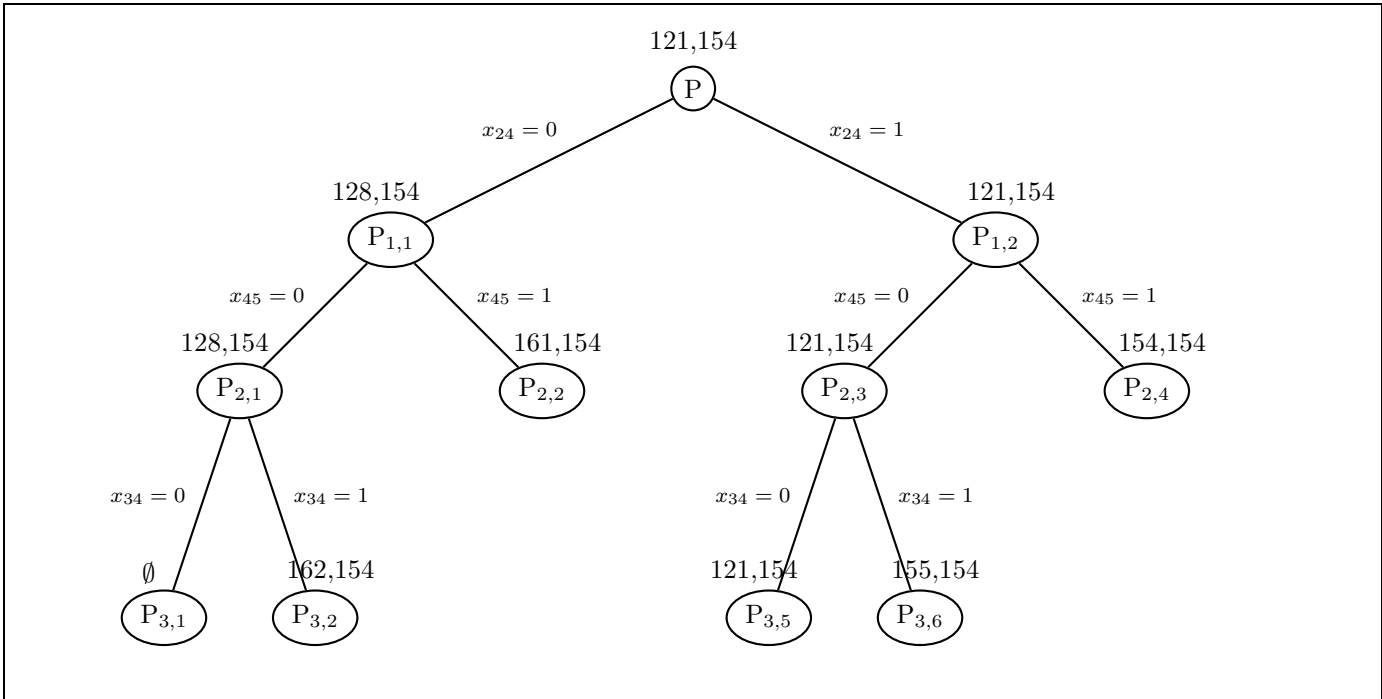 121,154
P
x₂₄ = 0
x₂₄ = 1
128,154
121,154
P₁,₁
P₁,₂
x₄₅ = 0
x₄₅ = 1
x₄₅ = 0
x₄₅ = 1
128,154
161,154
121,154
154,154
P₂,₁
P₂,₂
P₂,₃
P₂,₄
x₃₄ = 0
x₃₄ = 1
x₃₄ = 0
x₃₄ = 1
∅
162,154
121,154
155,154
P₃,₁
P₃,₂
P₃,₅
P₃,₆